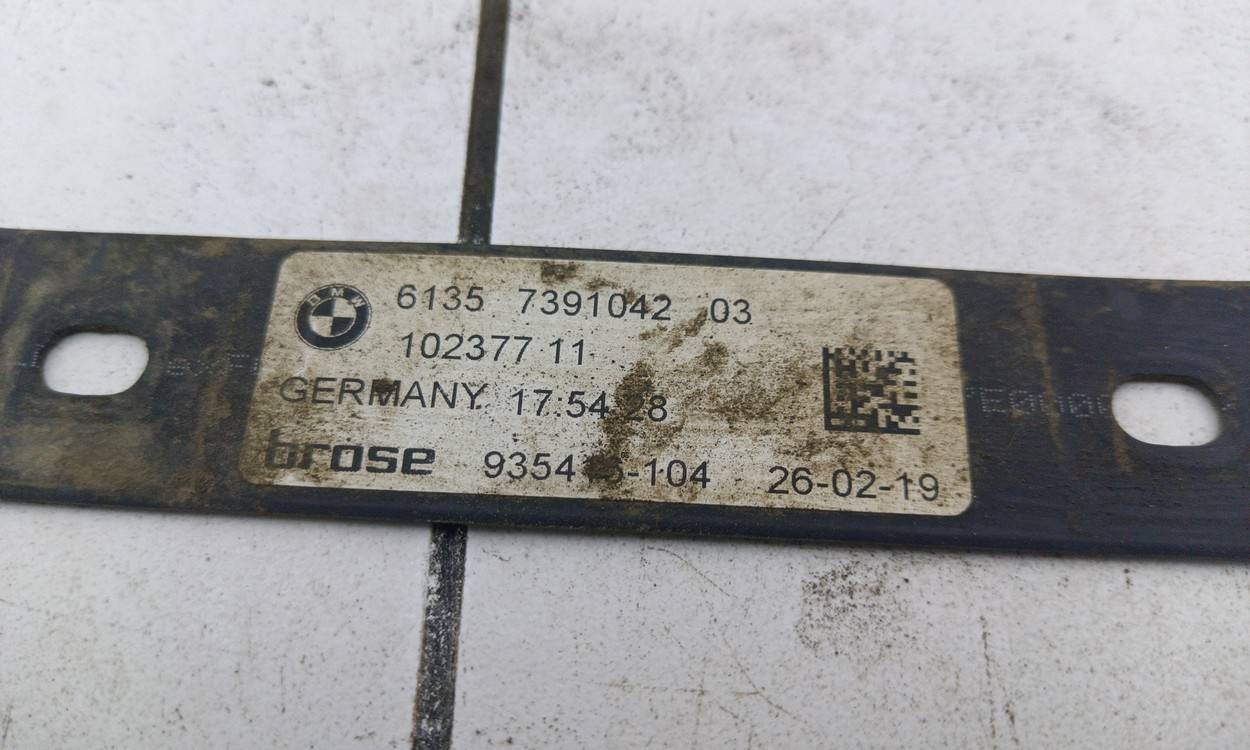 BMW
6135 7391042 03
102377 11
GERMANY 17:54:28
brose 26-02-19